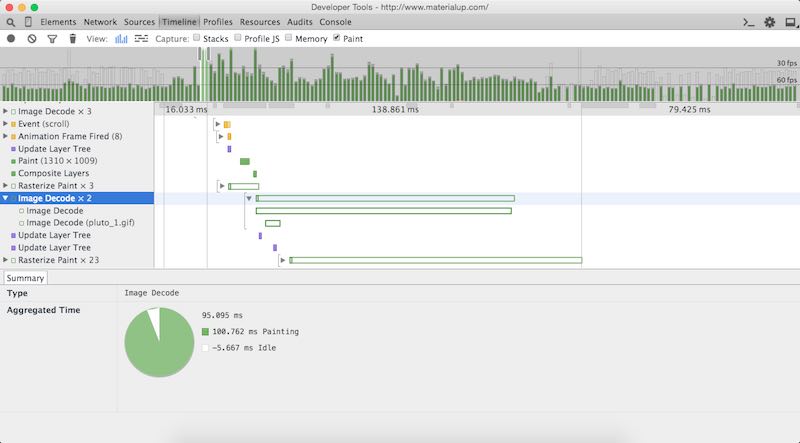 Developer Tools - http://www.materialup.com/
Elements Network Sources Timeline Profiles Resources Audits Console
View: Capture: Stacks Profile JS Memory Paint
30 fps
60 fps
16.033 ms 138.861 ms 79.425 ms
Image Decode × 3
Event (scroll)
Animation Frame Fired (8)
Update Layer Tree
Paint (1310 × 1009)
Composite Layers
Rasterize Paint × 3
Image Decode × 2
Image Decode
Image Decode (pluto_1.gif)
Update Layer Tree
Update Layer Tree
Rasterize Paint × 23
Summary
Type Image Decode
Aggregated Time 95.095 ms
100.762 ms Painting
-5.667 ms Idle